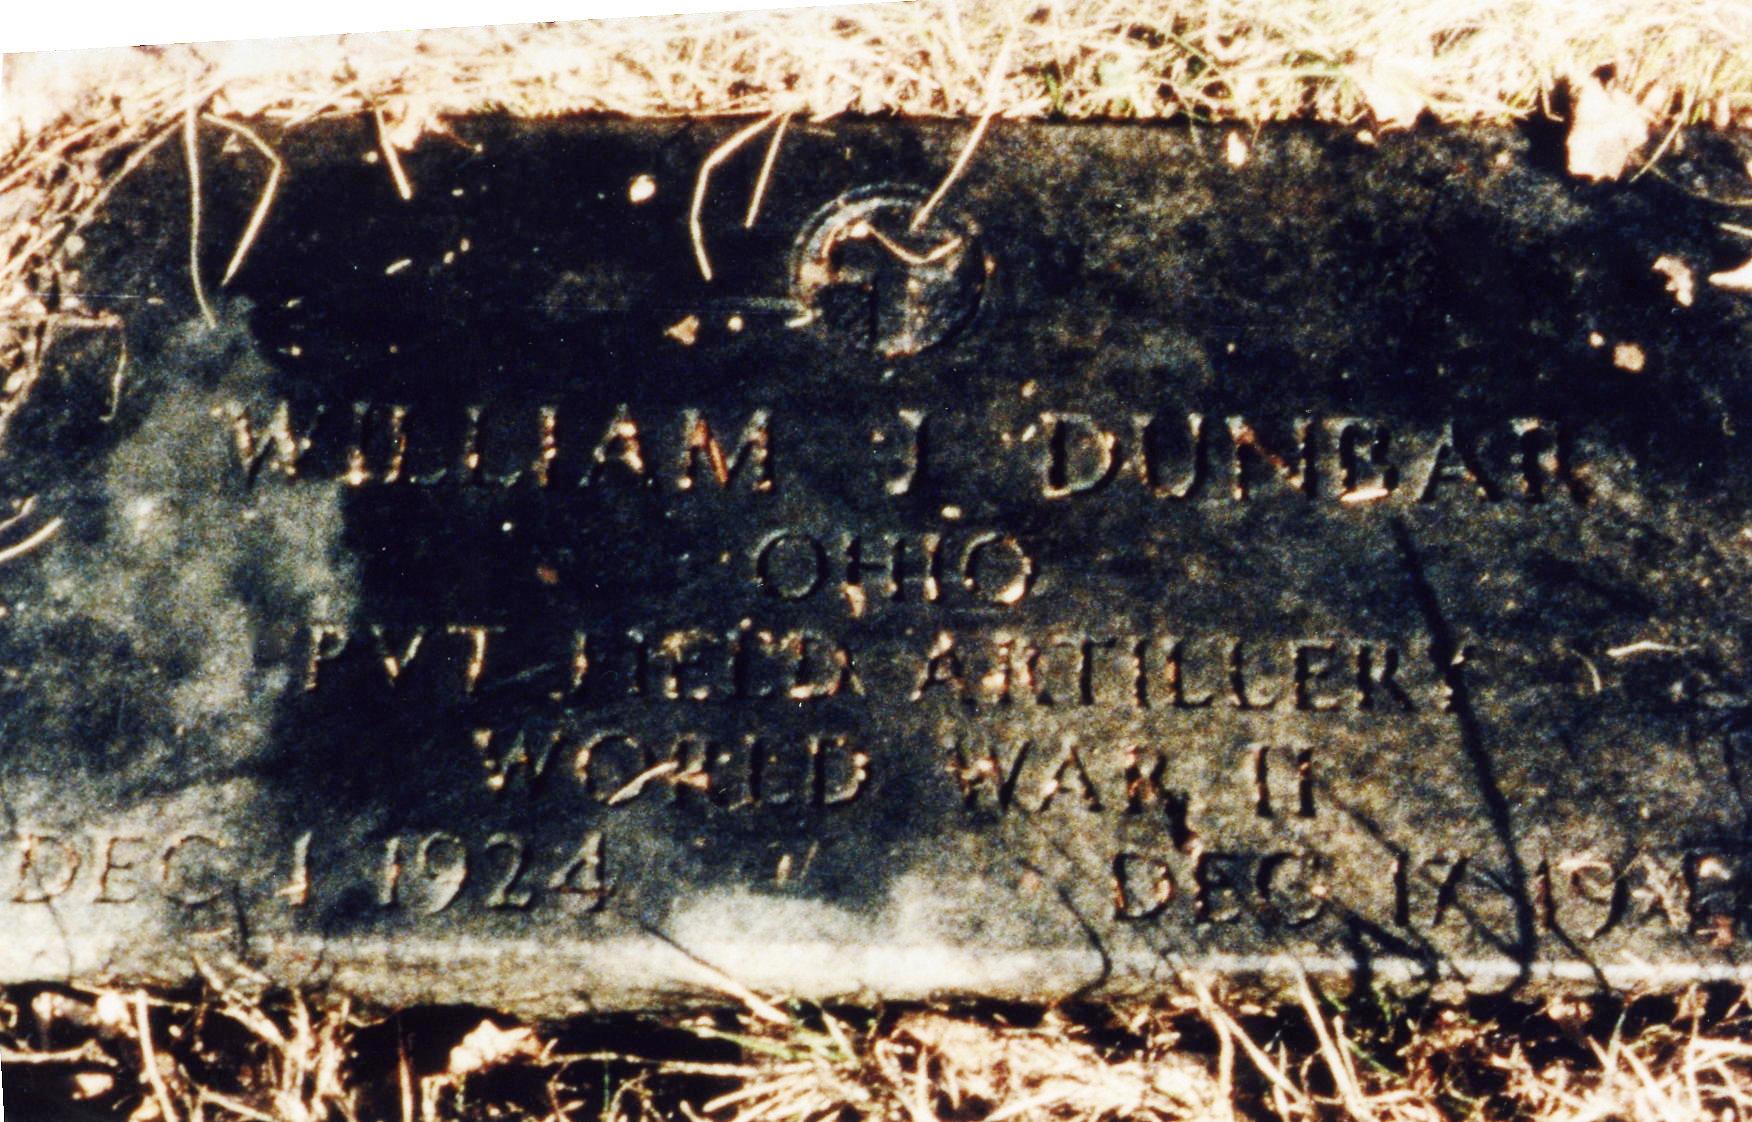 WILLIAM J DUNBAR
OHIO
PVT FIELD ARTILLERY
WORLD WAR II
DEC 1 1924 DEC 17